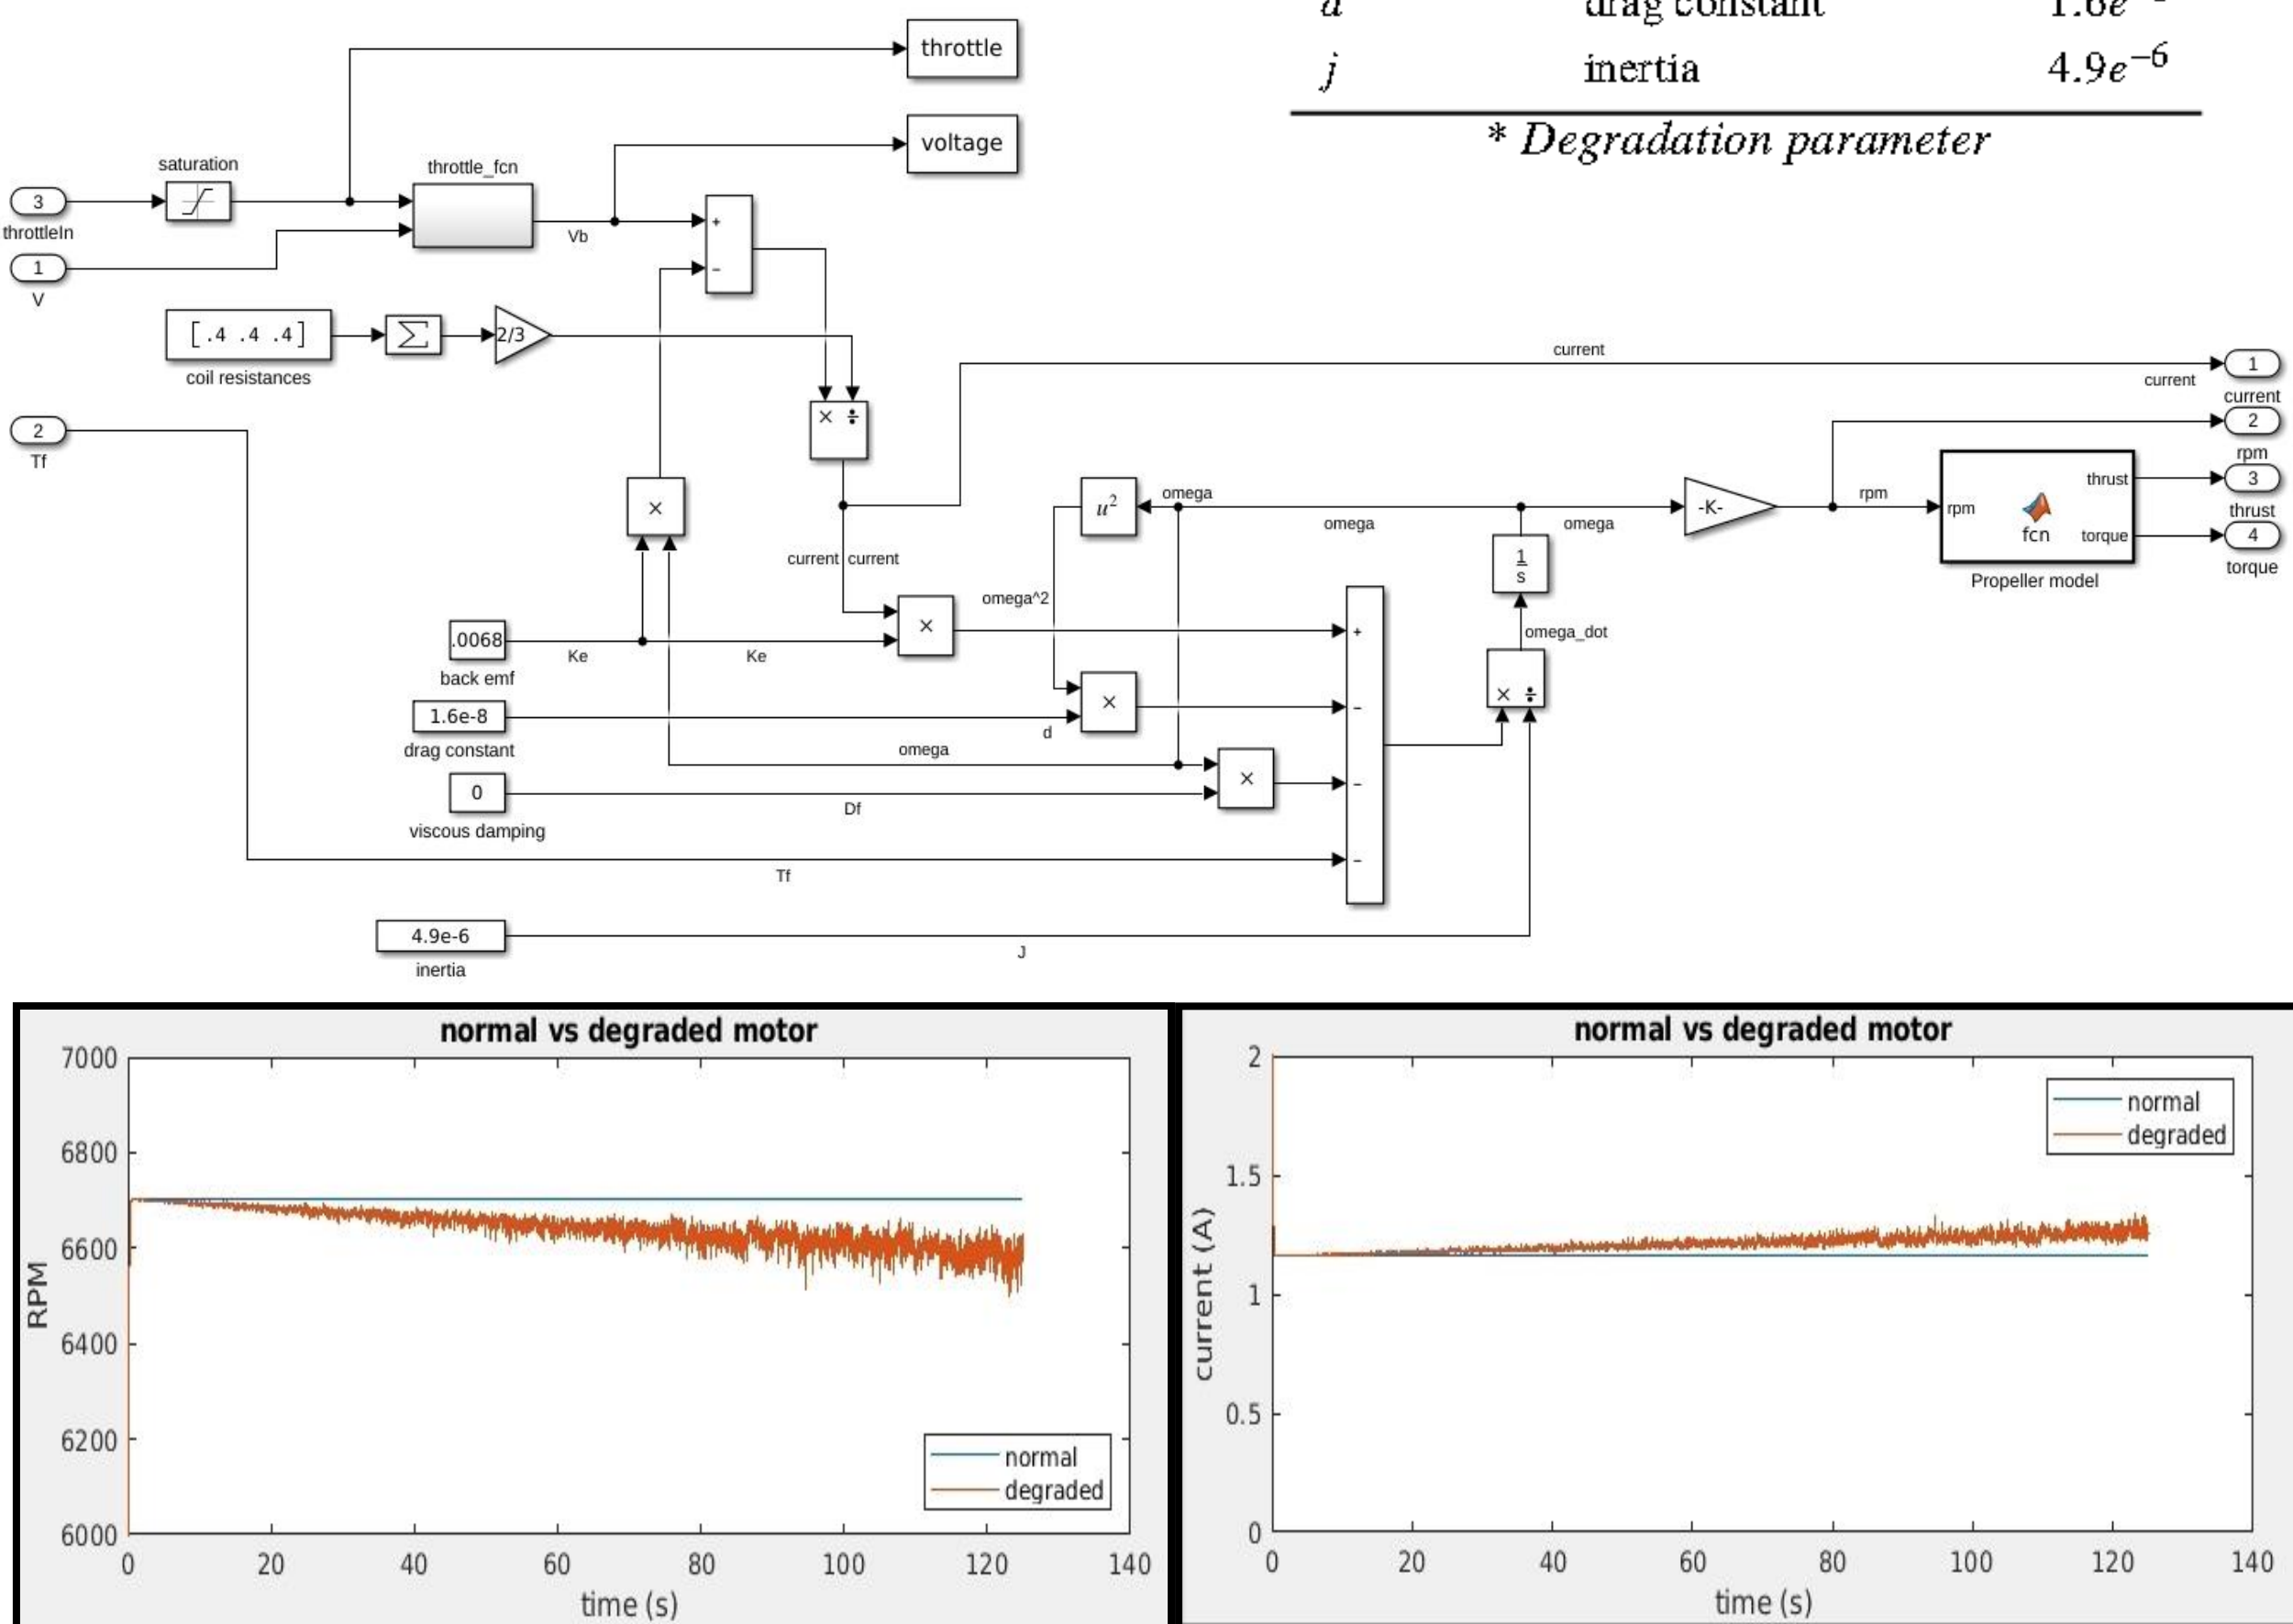 drag constant
j inertia 4.9e−6
* Degradation parameter
throttle
voltage
saturation
throttle_fcn
3
throttleIn
1
V
Vb
+
−
[.4 .4 .4]
∑
2/3
coil resistances
2
Tf
× ÷
×
current
1
current
current
2
rpm
thrust
3
thrust
torque
4
torque
u²
omega
omega
omega
-K-
rpm
rpm
fcn
Propeller model
1
s
current current
omega^2
×
+
omega_dot
.0068
Ke
Ke
back emf
× ÷
×
−
1.6e-8
d
drag constant
omega
×
−
0
Df
viscous damping
−
Tf
4.9e-6
J
inertia
normal vs degraded motor
7000
6800
6600
6400
6200
6000
RPM
normal
degraded
0 20 40 60 80 100 120 140
time (s)
normal vs degraded motor
2
1.5
1
0.5
0
current (A)
normal
degraded
0 20 40 60 80 100 120 140
time (s)